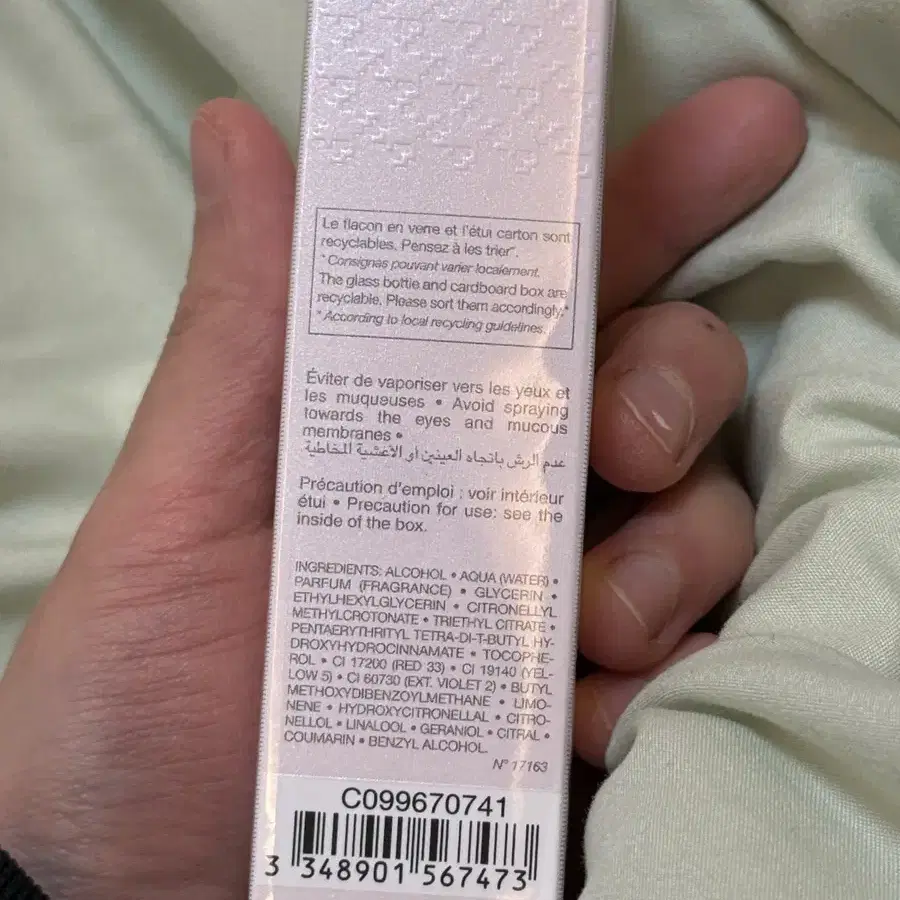 Le flacon en verre et l'étui carton sont
recyclables. Pensez à les trier*.
* Consignes pouvant varier localement.
The glass bottle and cardboard box are
recyclable. Please sort them accordingly.*
* According to local recycling guidelines.
Éviter de vaporiser vers les yeux et
les muqueuses • Avoid spraying
towards the eyes and mucous
membranes •
عدم الرش باتجاه العينين أو الأغشية المخاطية
Précaution d'emploi : voir intérieur
étui • Precaution for use: see the
inside of the box.
INGREDIENTS: ALCOHOL • AQUA (WATER) •
PARFUM (FRAGRANCE) • GLYCERIN •
ETHYLHEXYLGLYCERIN • CITRONELLYL
METHYLCROTONATE • TRIETHYL CITRATE •
PENTAERYTHRITYL TETRA-DI-T-BUTYL HY-
DROXYHYDROCINNAMATE • TOCOPHE-
ROL • CI 17200 (RED 33) • CI 19140 (YEL-
LOW 5) • CI 60730 (EXT. VIOLET 2) • BUTYL
METHOXYDIBENZOYLMETHANE • LIMO-
NENE • HYDROXYCITRONELLAL • CITRO-
NELLOL • LINALOOL • GERANIOL • CITRAL •
COUMARIN • BENZYL ALCOHOL.
N° 17163
C099670741
3 348901 567473